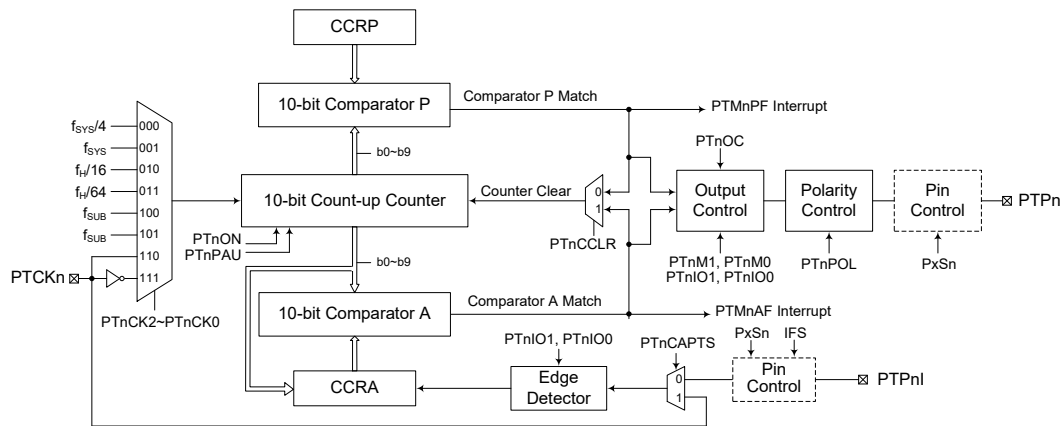 CCRP
10-bit Comparator P
Comparator P Match
PTMnPF Interrupt
b0~b9
fSYS/4
000
fSYS
001
fH/16
010
fH/64
011
fSUB
100
fSUB
101
110
111
PTCKn
PTnCK2~PTnCK0
10-bit Count-up Counter
PTnON
PTnPAU
Counter Clear
0
1
PTnCCLR
PTnOC
Output
Control
PTnM1, PTnM0
PTnIO1, PTnIO0
Polarity
Control
PTnPOL
Pin
Control
PxSn
PTPn
b0~b9
10-bit Comparator A
Comparator A Match
PTMnAF Interrupt
CCRA
PTnIO1, PTnIO0
Edge
Detector
PTnCAPTS
0
1
PxSn
IFS
Pin
Control
PTPnI